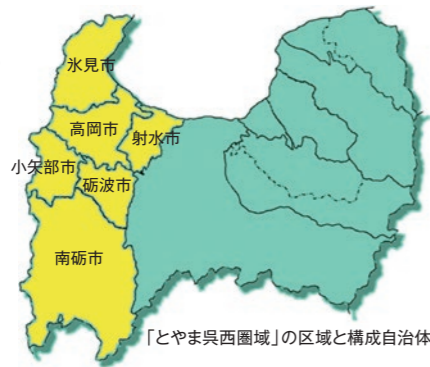 氷見市
高岡市
射水市
小矢部市
砺波市
南砺市
「とやま呉西圏域」の区域と構成自治体